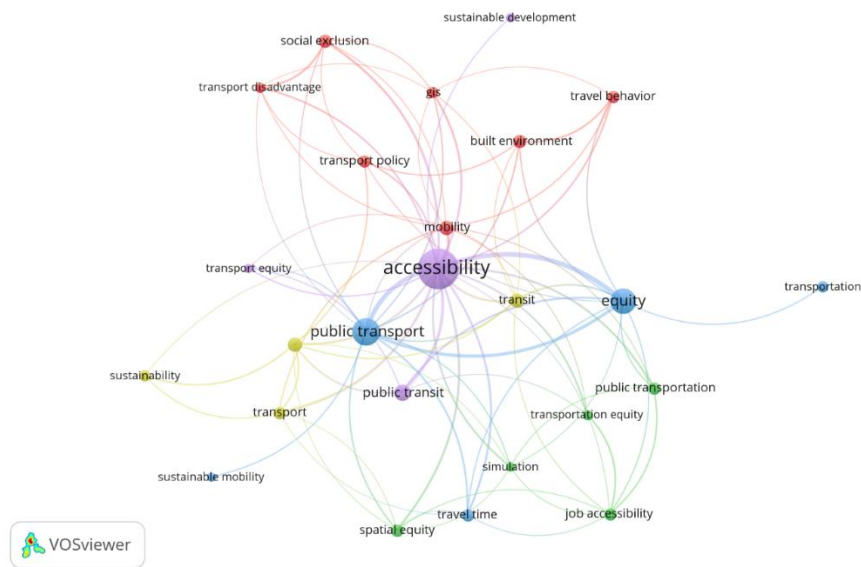 sustainable development
social exclusion
transport disadvantage
gis
travel behavior
built environment
transport policy
mobility
accessibility
transport equity
transit
equity
transportation
public transport
sustainability
public transit
public transportation
transport
transportation equity
simulation
sustainable mobility
travel time
job accessibility
spatial equity
VOSviewer